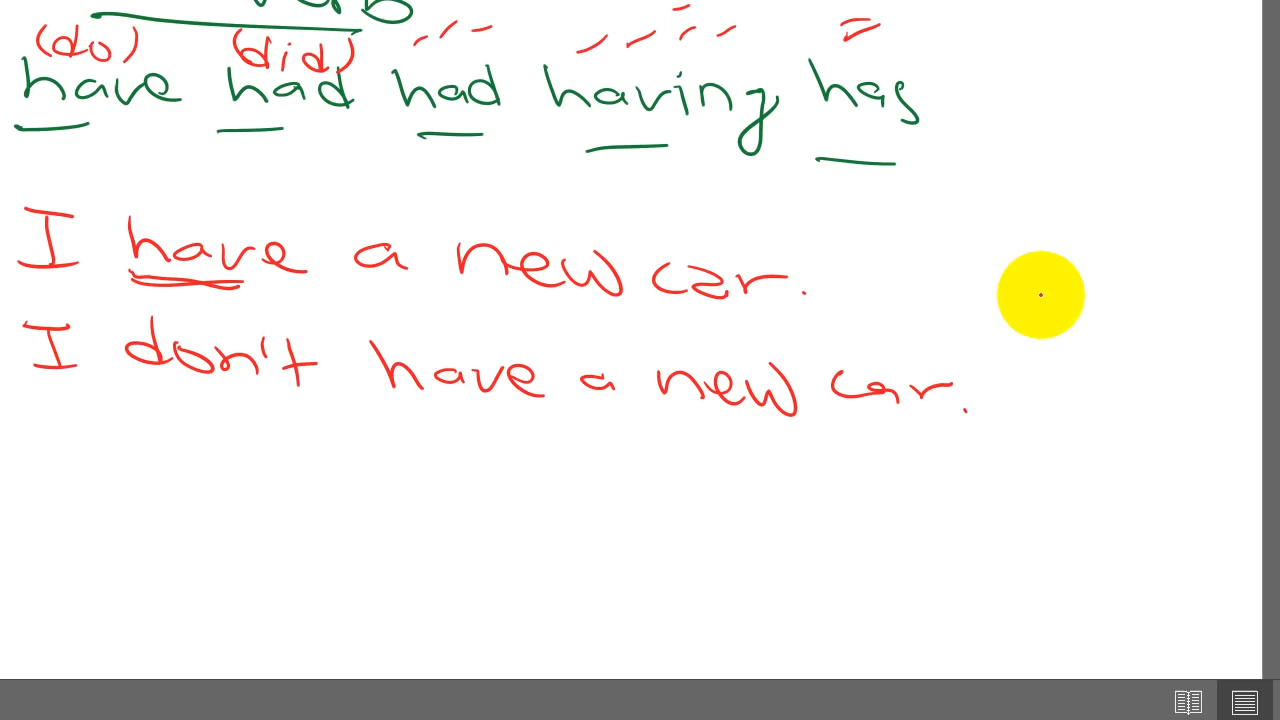 (do) (did)
have had had having has
I have a new car.
I don't have a new car.